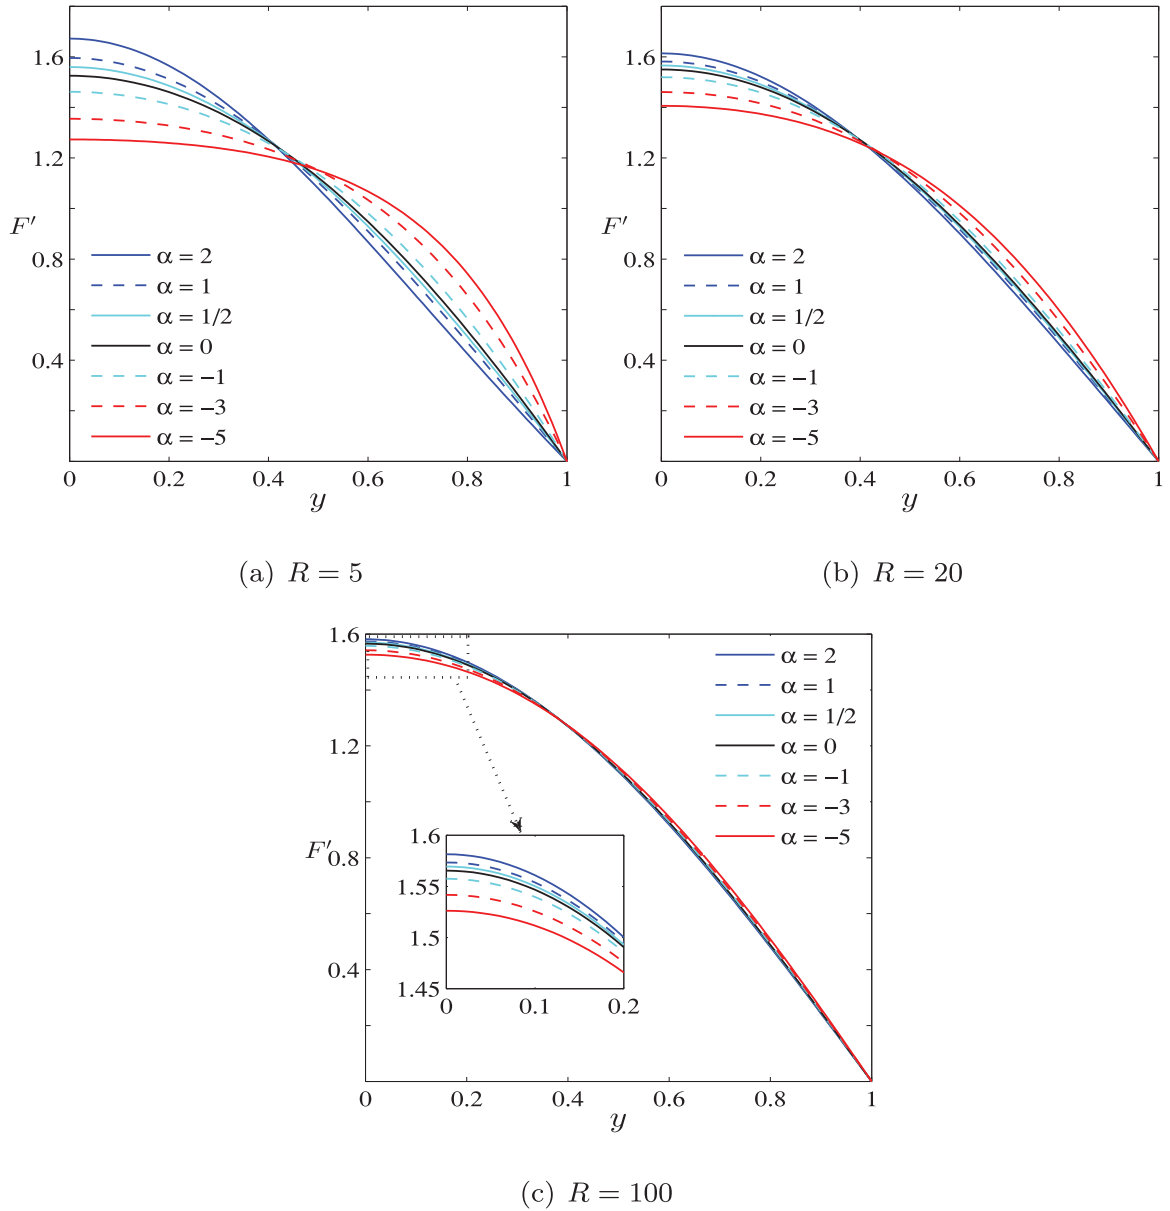 1.6
1.2
F′
0.8
0.4
α = 2
α = 1
α = 1/2
α = 0
α = −1
α = −3
α = −5
0 0.2 0.4 0.6 0.8 1
y
(a) R = 5
1.6
1.2
F′
0.8
0.4
α = 2
α = 1
α = 1/2
α = 0
α = −1
α = −3
α = −5
0 0.2 0.4 0.6 0.8 1
y
(b) R = 20
1.6
1.2
F′
0.8
0.4
α = 2
α = 1
α = 1/2
α = 0
α = −1
α = −3
α = −5
1.6
1.55
1.5
1.45
0 0.1 0.2
0 0.2 0.4 0.6 0.8 1
y
(c) R = 100